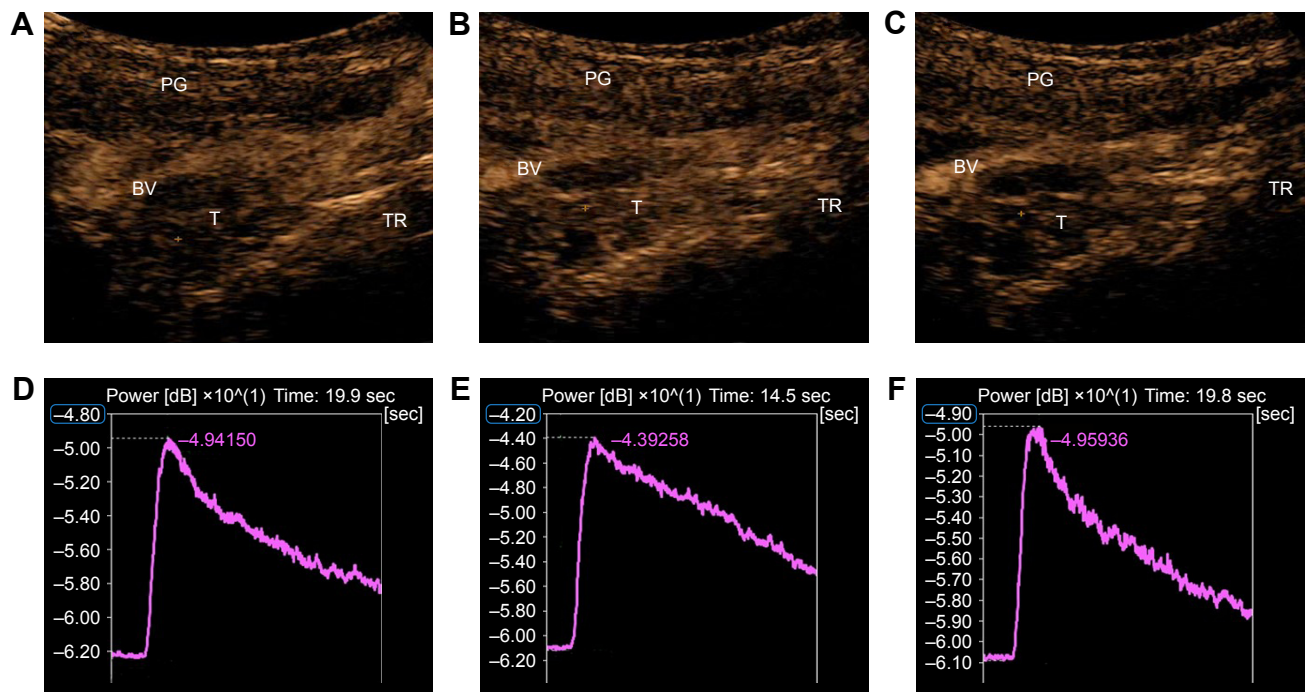 A
PG
BV
T
TR
B
PG
BV
T
TR
C
PG
BV
T
TR
D
Power [dB] ×10^(1) Time: 19.9 sec
[sec]
–4.80
–4.94150
–5.00
–5.20
–5.40
–5.60
–5.80
–6.00
–6.20
E
Power [dB] ×10^(1) Time: 14.5 sec
[sec]
–4.20
–4.39258
–4.40
–4.60
–4.80
–5.00
–5.20
–5.40
–5.60
–5.80
–6.00
–6.20
F
Power [dB] ×10^(1) Time: 19.8 sec
[sec]
–4.90
–4.95936
–5.00
–5.10
–5.20
–5.30
–5.40
–5.50
–5.60
–5.70
–5.80
–5.90
–6.00
–6.10